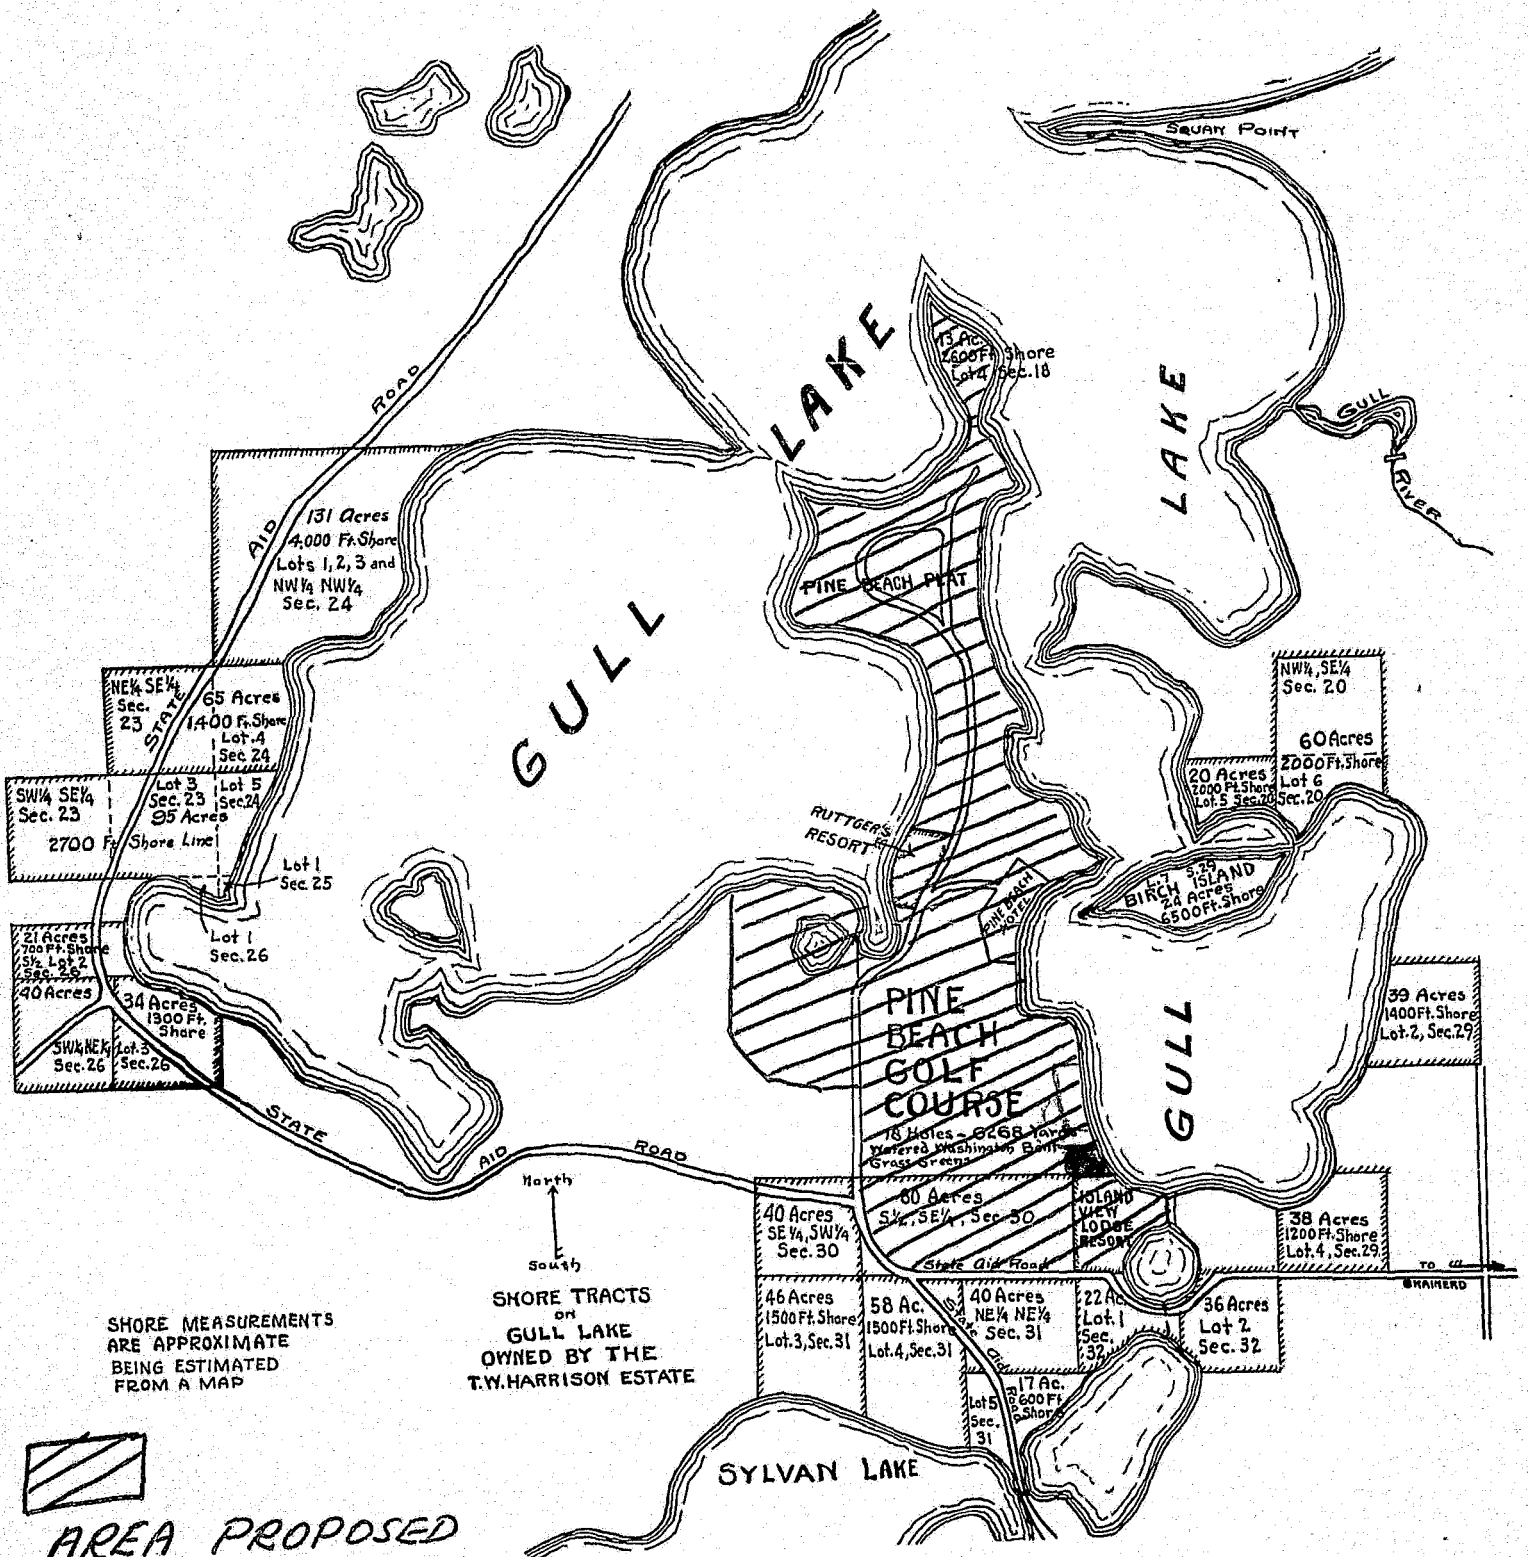 SQUAW POINT
LAKE
13 Ac.
2600 Ft. Shore
Lot 4 Sec. 18
LAKE
GULL
RIVER
ROAD
AID
STATE
131 Acres
4,000 Ft. Shore
Lots 1, 2, 3 and
NW¼ NW¼
Sec. 24
PINE BEACH PLAT
GULL
NE¼ SE¼
Sec.
23
65 Acres
1,400 Ft. Shore
Lot. 4
Sec. 24
NW¼, SE¼
Sec. 20
60 Acres
2000 Ft. Shore
Lot 6
Sec. 20
20 Acres
2000 Ft. Shore
Lot. 5 Sec. 20
SW¼ SE¼
Sec. 23
Lot 3
Sec. 23
95 Acres
Lot 5
Sec. 24
2700 Ft. Shore Line
RUTTGER'S
RESORT
Lot 1
Sec. 25
L. 7 S. 29
BIRCH ISLAND
24 Acres
6500 Ft. Shore
PINE BEACH
HOTEL
Lot 1
Sec. 26
21 Acres
700 Ft. Shore
S½ Lot 2
Sec. 26
40 Acres
SW¼ NE¼
Sec. 26
34 Acres
1300 Ft.
Shore
Lot. 3
Sec. 26
39 Acres
1400 Ft. Shore
Lot. 2, Sec. 29
PINE
BEACH
GOLF
COURSE
18 Holes - 6268 Yards
Watered Washington Bent
Grass Greens
GULL
STATE
AID
ROAD
North
South
40 Acres
SE¼, SW¼
Sec. 30
80 Acres
S½, SE¼, Sec. 30
ISLAND
VIEW
LODGE
RESORT
38 Acres
1200 Ft. Shore
Lot. 4, Sec. 29
State Aid Road
TO
BRAINERD
46 Acres
1500 Ft. Shore
Lot. 3, Sec. 31
58 Ac.
1500 Ft. Shore
Lot. 4, Sec. 31
40 Acres
NE¼ NE¼
Sec. 31
State Aid Road
22 Ac.
Lot. 1
Sec.
32
36 Acres
Lot 2
Sec. 32
Lot 5
Sec.
31
17 Ac.
600 Ft.
Shore
SHORE MEASUREMENTS
ARE APPROXIMATE
BEING ESTIMATED
FROM A MAP
SHORE TRACTS
ON
GULL LAKE
OWNED BY THE
T.W. HARRISON ESTATE
SYLVAN LAKE
AREA PROPOSED